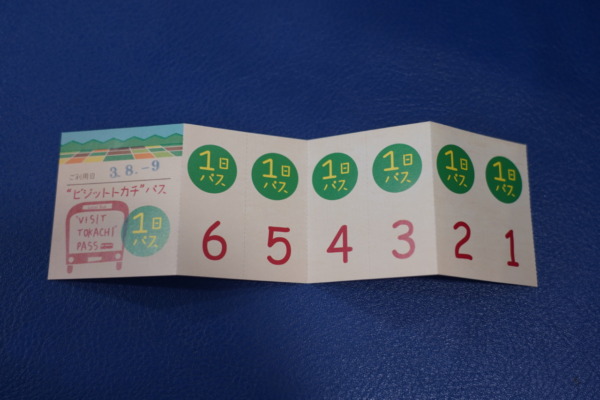 ご利用日 3.8.-9
"ビジット トカチ"パス
"VISIT
TOKACHI"
PASS
1日
パス
1日
パス
6
1日
パス
5
1日
パス
4
1日
パス
3
1日
パス
2
1日
パス
1